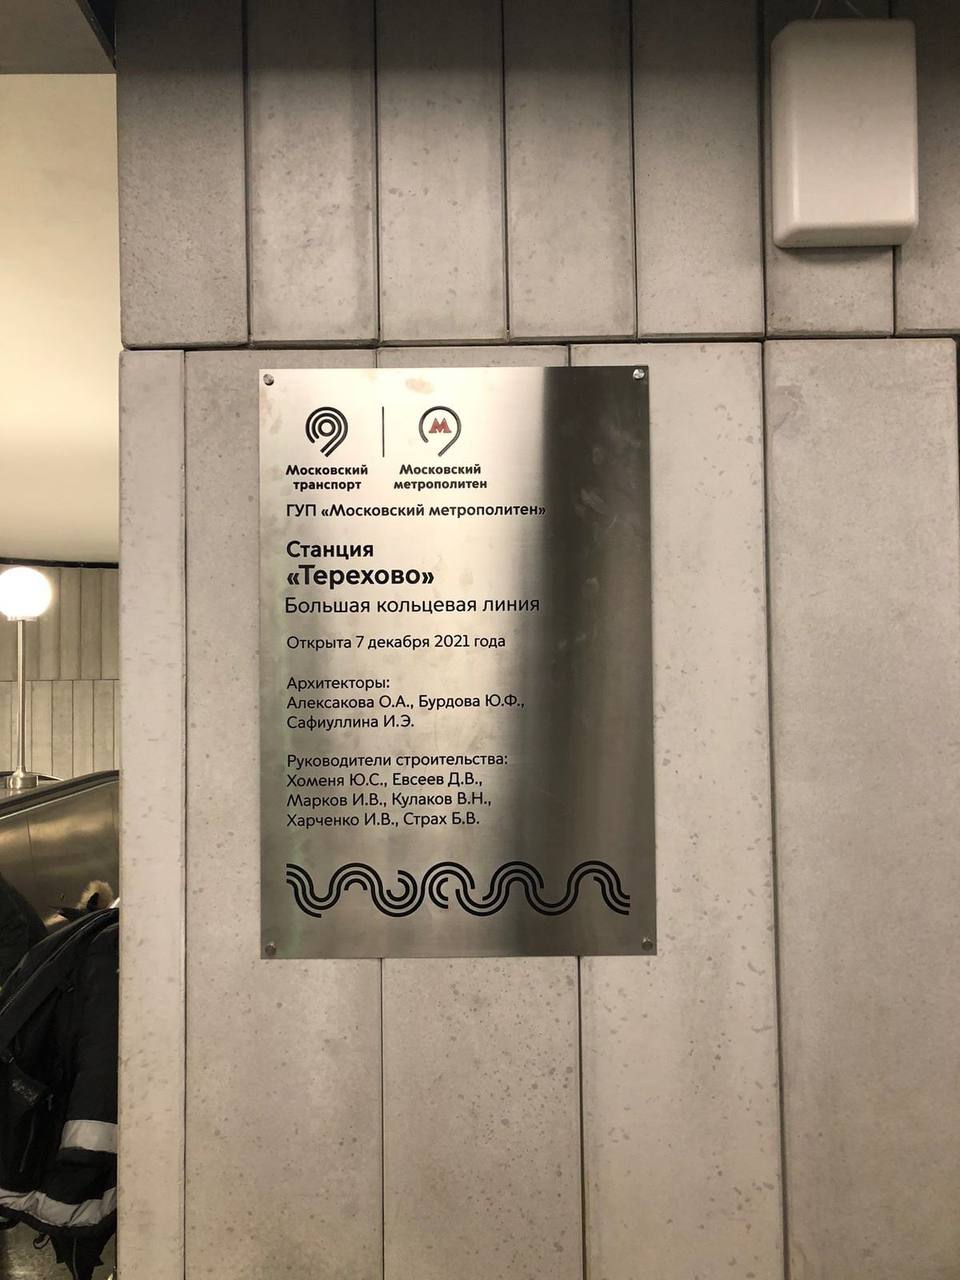 Московский
транспорт
М
Московский
метрополитен
ГУП «Московский метрополитен»
Станция
«Терехово»
Большая кольцевая линия
Открыта 7 декабря 2021 года
Архитекторы:
Алексакова О.А., Бурдова Ю.Ф.,
Сафиуллина И.Э.
Руководители строительства:
Хоменя Ю.С., Евсеев Д.В.,
Марков И.В., Кулаков В.Н.,
Харченко И.В., Страх Б.В.